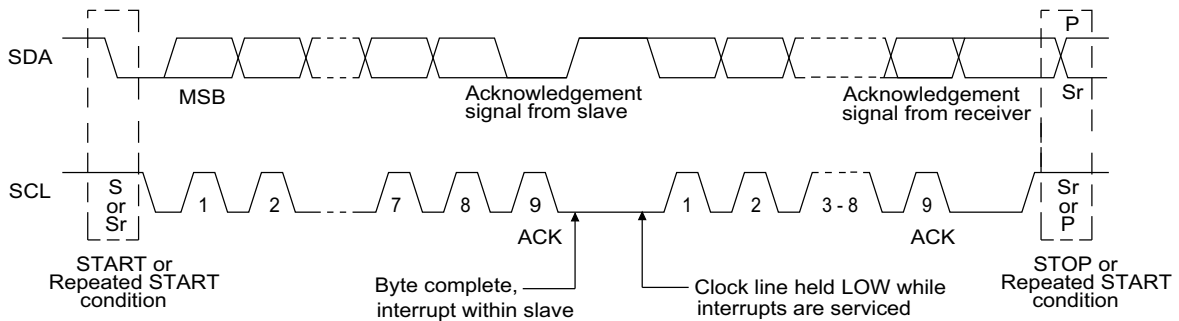 P
SDA
MSB
Acknowledgement
signal from slave
Acknowledgement
signal from receiver
Sr
SCL
S
or
Sr
1
2
7
8
9
1
2
3 - 8
9
Sr
or
P
ACK
ACK
START or
Repeated START
condition
Byte complete,
interrupt within slave
Clock line held LOW while
interrupts are serviced
STOP or
Repeated START
condition